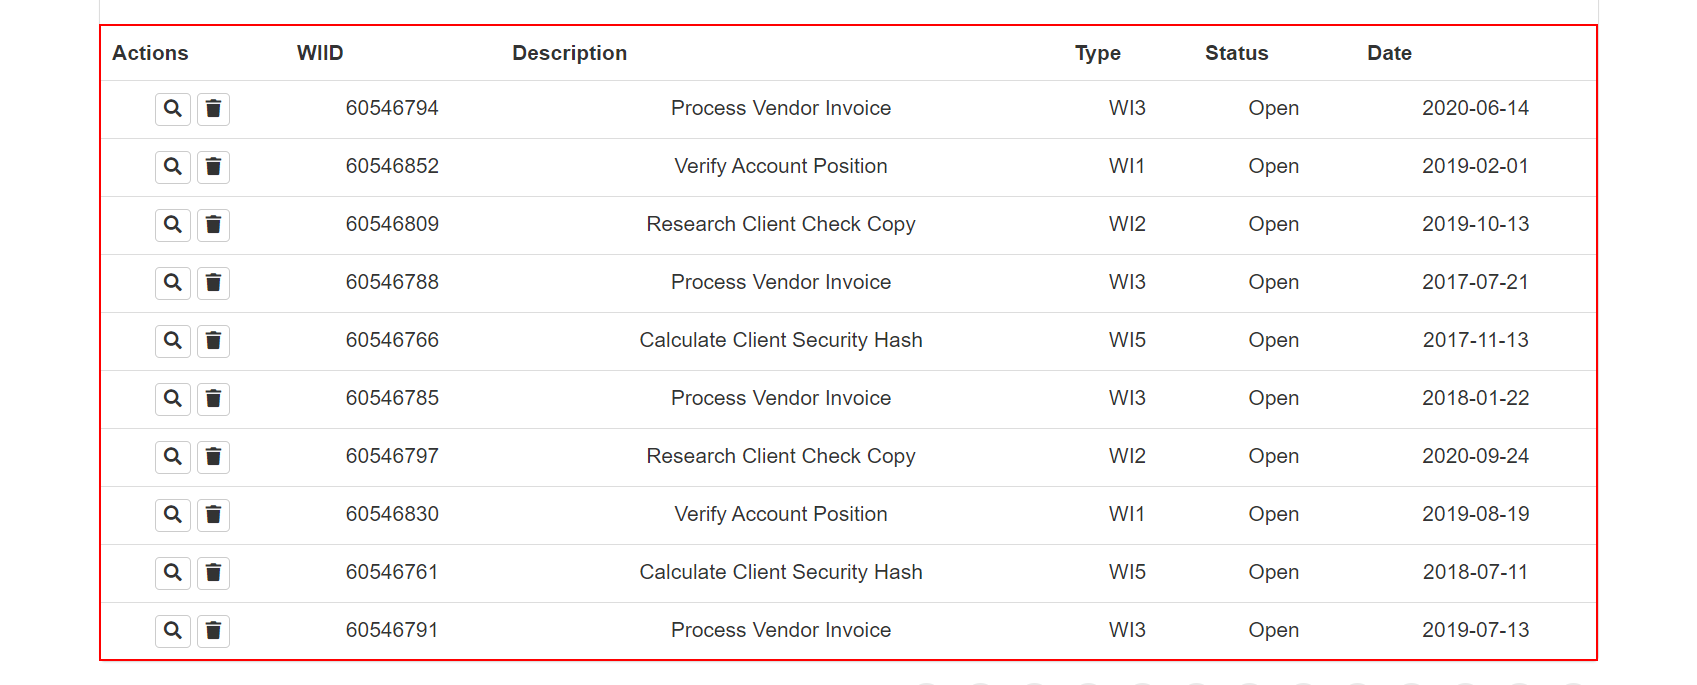 Actions WIID Description Type Status Date
60546794 Process Vendor Invoice WI3 Open 2020-06-14
60546852 Verify Account Position WI1 Open 2019-02-01
60546809 Research Client Check Copy WI2 Open 2019-10-13
60546788 Process Vendor Invoice WI3 Open 2017-07-21
60546766 Calculate Client Security Hash WI5 Open 2017-11-13
60546785 Process Vendor Invoice WI3 Open 2018-01-22
60546797 Research Client Check Copy WI2 Open 2020-09-24
60546830 Verify Account Position WI1 Open 2019-08-19
60546761 Calculate Client Security Hash WI5 Open 2018-07-11
60546791 Process Vendor Invoice WI3 Open 2019-07-13